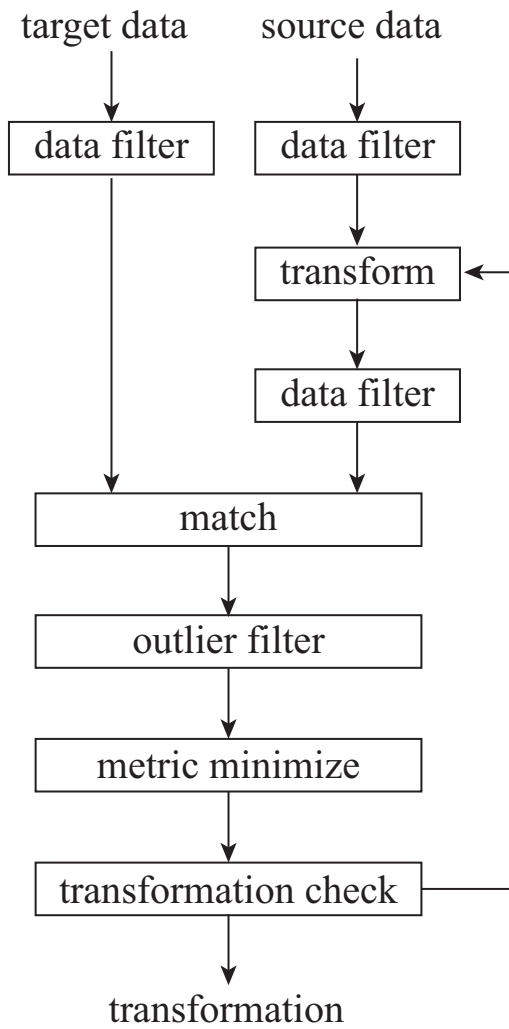 target data
source data
data filter
data filter
transform
data filter
match
outlier filter
metric minimize
transformation check
transformation